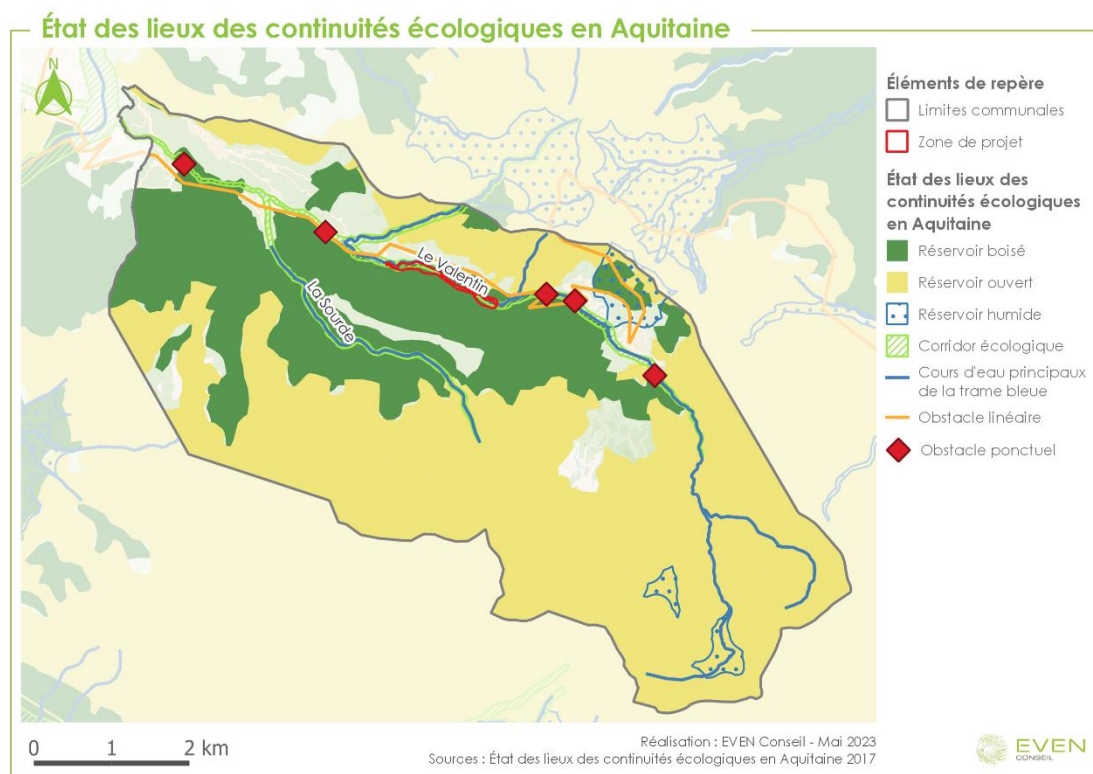 État des lieux des continuités écologiques en Aquitaine
N
La Sourde
Le Valentin
Éléments de repère
Limites communales
Zone de projet
État des lieux des
continuités écologiques
en Aquitaine
Réservoir boisé
Réservoir ouvert
Réservoir humide
Corridor écologique
Cours d'eau principaux
de la trame bleue
Obstacle linéaire
Obstacle ponctuel
0 1 2 km
Réalisation : EVEN Conseil - Mai 2023
Sources : État des lieux des continuités écologiques en Aquitaine 2017
EVEN
CONSEIL